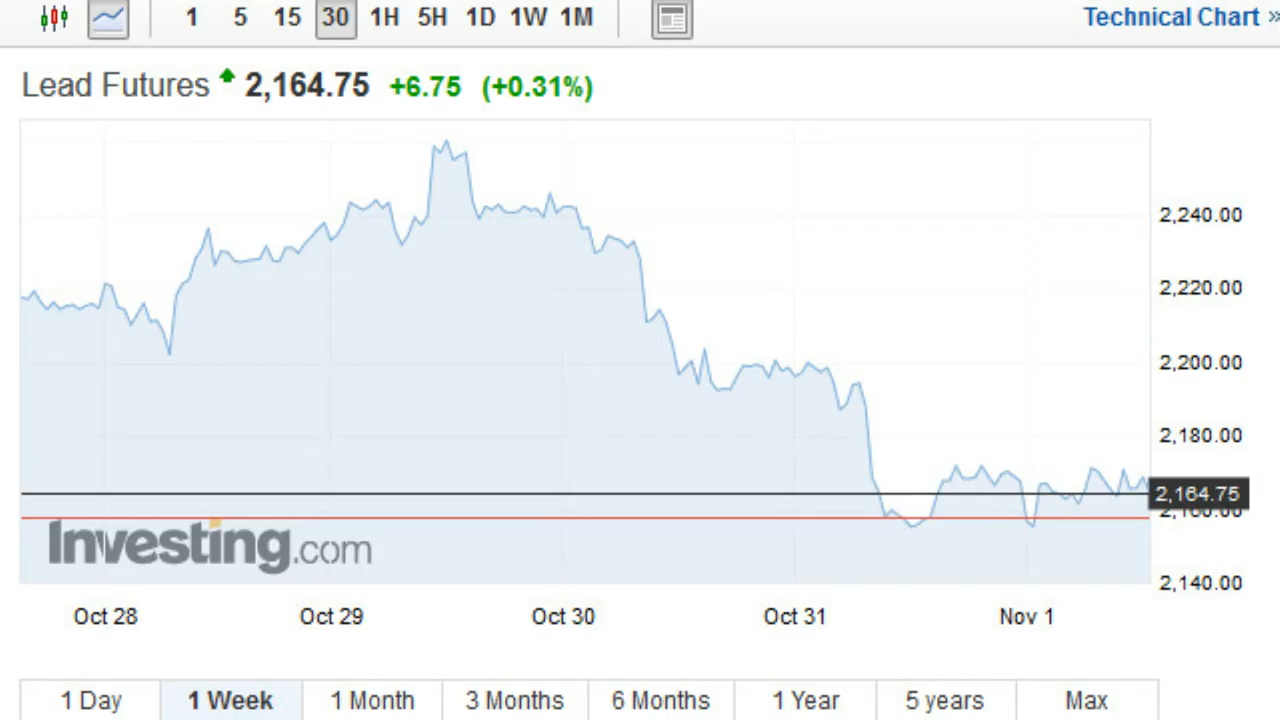 1 5 15 30 1H 5H 1D 1W 1M Technical Chart »
Lead Futures 2,164.75 +6.75 (+0.31%)
2,240.00
2,220.00
2,200.00
2,180.00
2,164.75
2,160.00
Investing.com
2,140.00
Oct 28 Oct 29 Oct 30 Oct 31 Nov 1
1 Day 1 Week 1 Month 3 Months 6 Months 1 Year 5 years Max